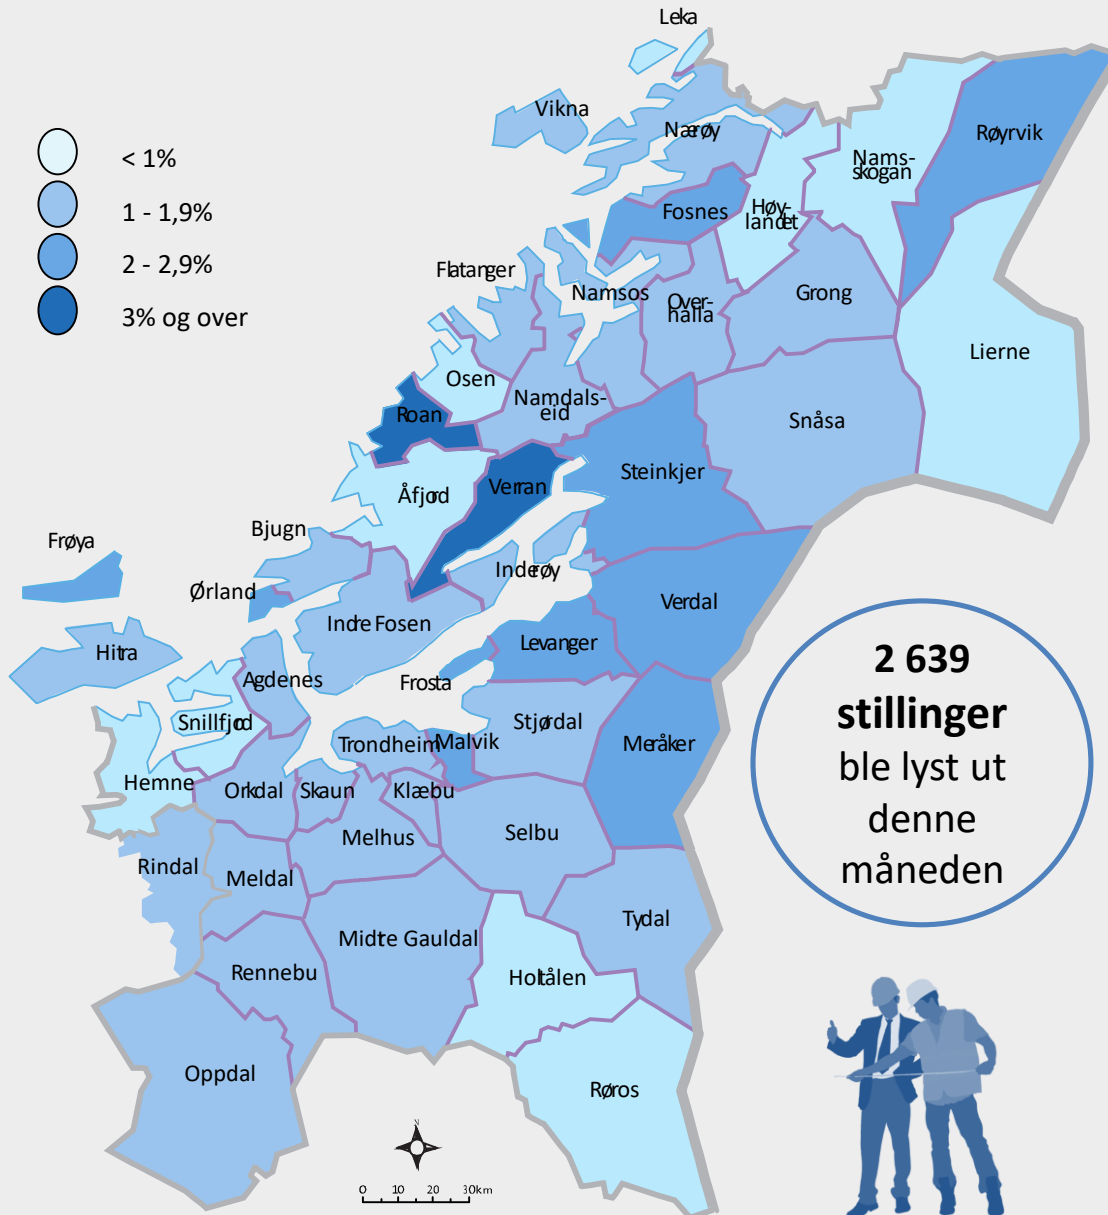 Leka
Vikna
Nærøy
Røyrvik
Nams-
skogan
< 1%
1 - 1,9%
2 - 2,9%
3% og over
Fosnes
Høy-
landet
Flatanger
Namsos
Over-
halla
Grong
Lierne
Osen
Namdals-
eid
Roan
Snåsa
Steinkjer
Åfjord
Verran
Bjugn
Frøya
Ørland
Inderøy
Verdal
Indre Fosen
Levanger
Hitra
Agdenes
Frosta
Snillfjord
Stjørdal
Trondheim
Malvik
Meråker
2 639
stillinger
ble lyst ut
denne
måneden
Hemne
Orkdal
Skaun
Klæbu
Melhus
Selbu
Rindal
Meldal
Tydal
Midtre Gauldal
Rennebu
Holtålen
Oppdal
Røros
N
0 10 20 30km